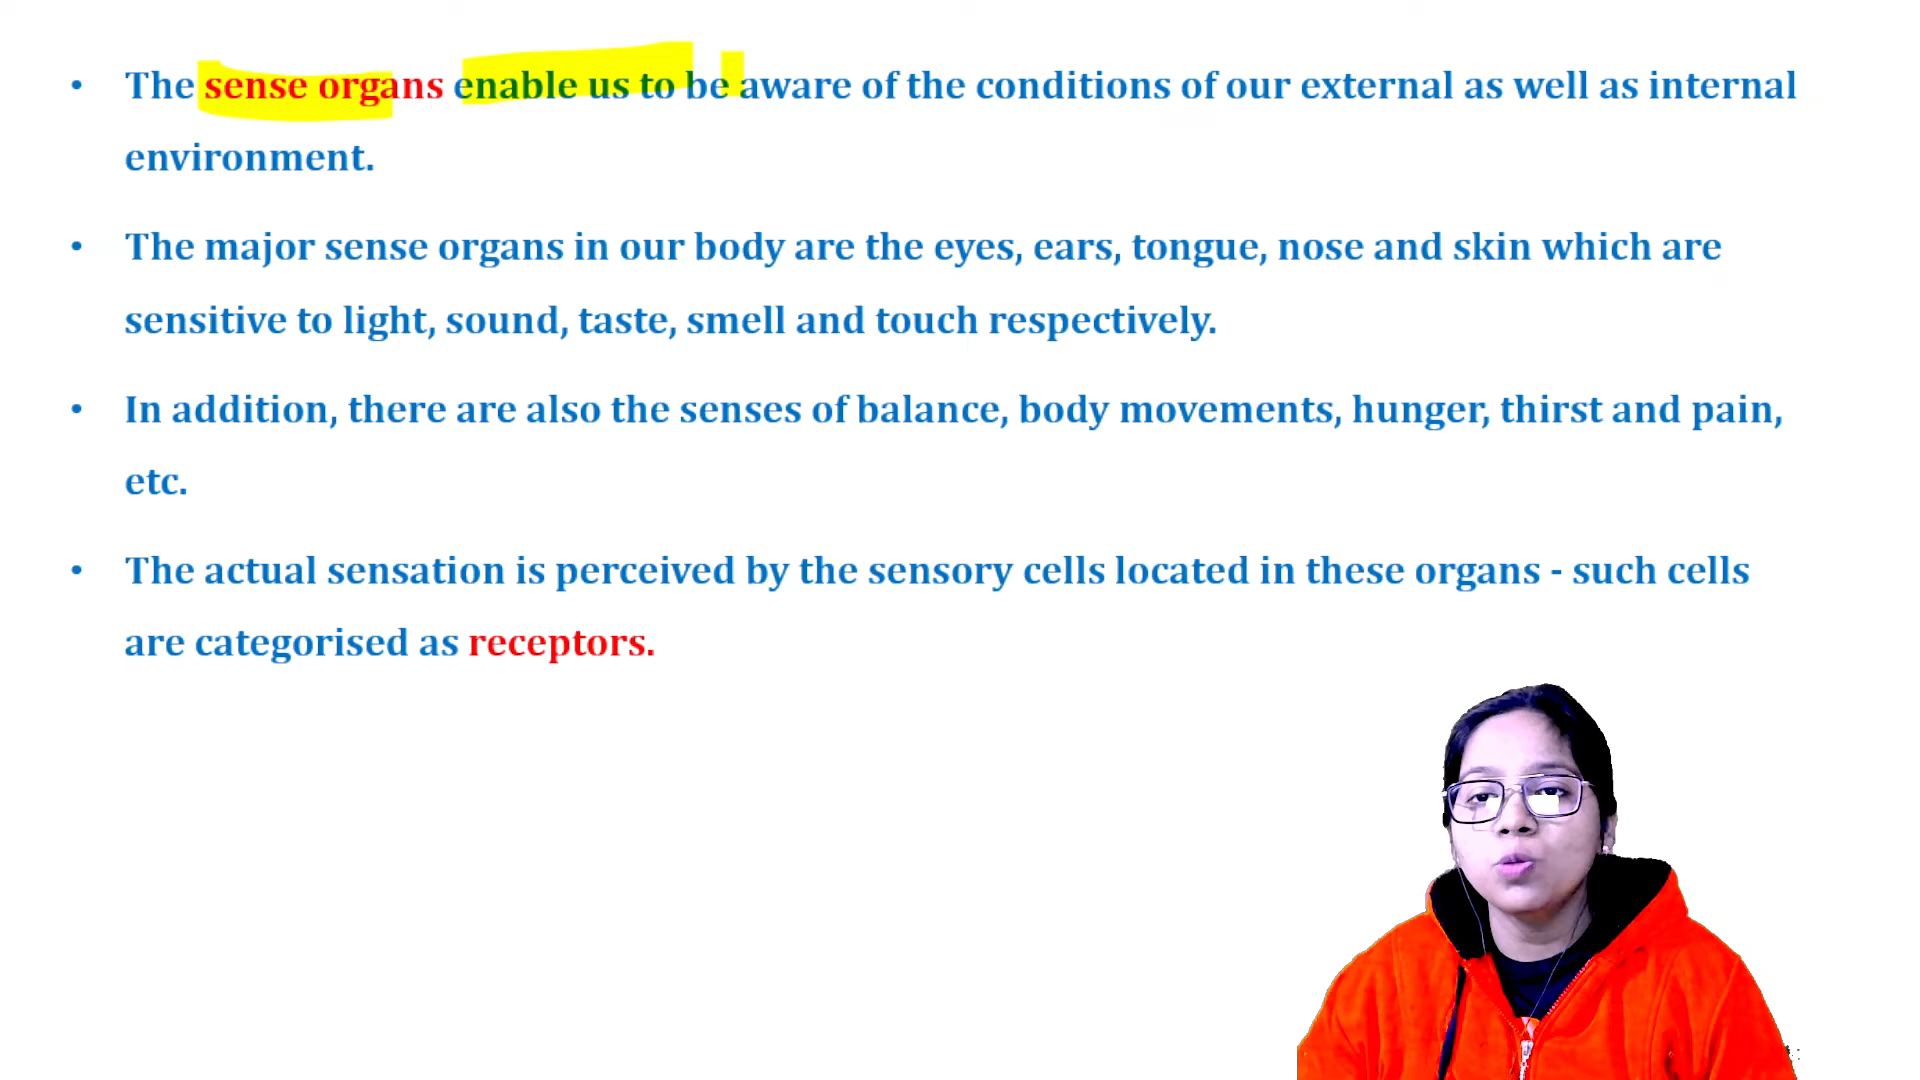 • The sense organs enable us to be aware of the conditions of our external as well as internal
environment.
• The major sense organs in our body are the eyes, ears, tongue, nose and skin which are
sensitive to light, sound, taste, smell and touch respectively.
• In addition, there are also the senses of balance, body movements, hunger, thirst and pain,
etc.
• The actual sensation is perceived by the sensory cells located in these organs - such cells
are categorised as receptors.